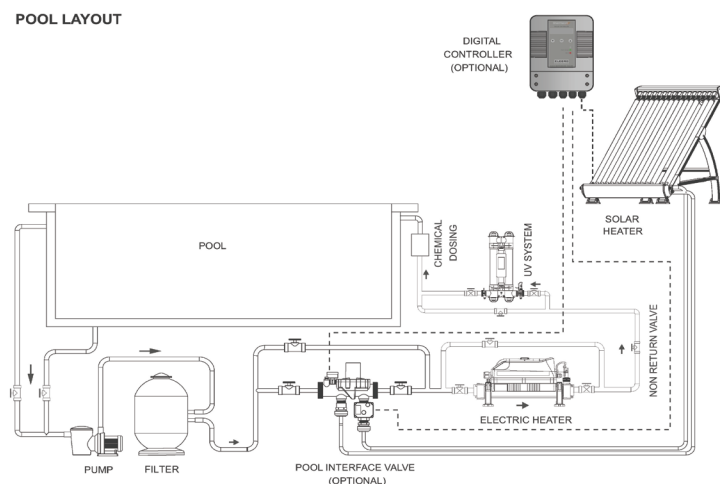 POOL LAYOUT
DIGITAL
CONTROLLER
(OPTIONAL)
SOLAR
HEATER
POOL
CHEMICAL
DOSING
UV SYSTEM
NON RETURN VALVE
ELECTRIC HEATER
PUMP
FILTER
POOL INTERFACE VALVE
(OPTIONAL)